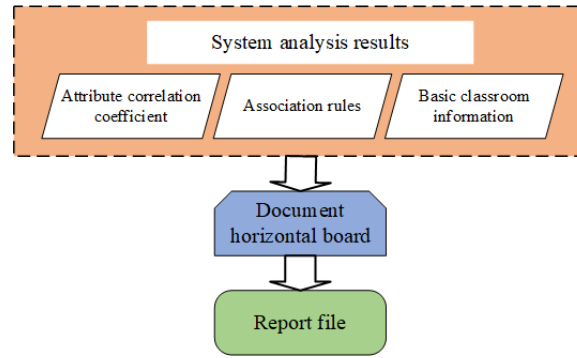 System analysis results
Attribute correlation
coefficient
Association rules
Basic classroom
information
Document
horizontal board
Report file